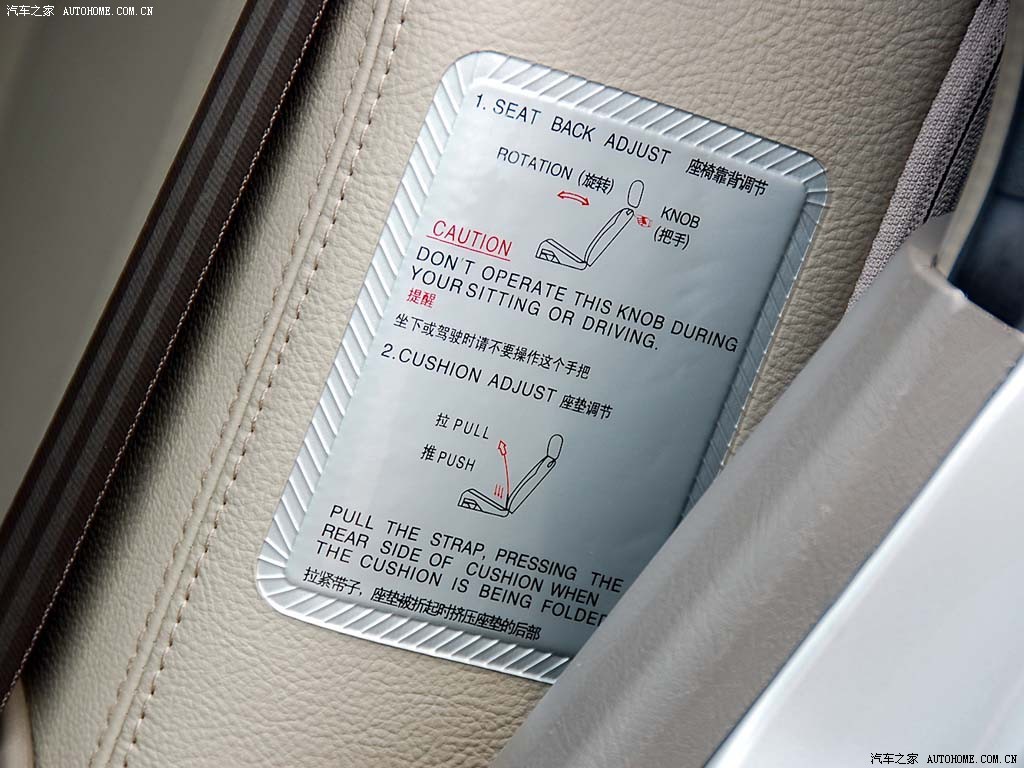 汽车之家 AUTOHOME.COM.CN
1. SEAT BACK ADJUST 座椅靠背调节
ROTATION (旋转)
KNOB
(把手)
CAUTION
DON'T OPERATE THIS KNOB DURING
YOUR SITTING OR DRIVING.
提醒
坐下或驾驶时请不要操作这个手把
2. CUSHION ADJUST 座垫调节
拉 PULL
推 PUSH
PULL THE STRAP, PRESSING THE
REAR SIDE OF CUSHION WHEN
THE CUSHION IS BEING FOLDE
拉紧带子，座垫被折起时挤压座垫的后部
汽车之家 AUTOHOME.COM.CN